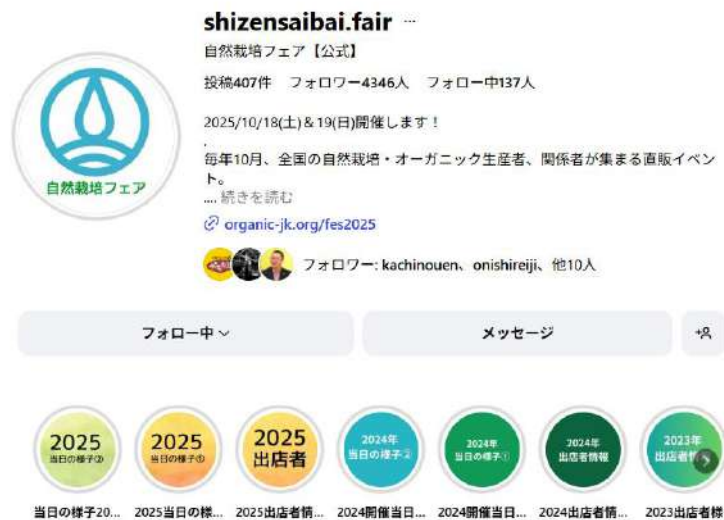 shizensaibai.fair ...
自然栽培フェア【公式】
投稿407件 フォロワー4346人 フォロー中137人
2025/10/18(土)＆19(日)開催します！
.
毎年10月、全国の自然栽培・オーガニック生産者、関係者が集まる直販イベン
ト。
.... 続きを読む
自然栽培フェア
organic-jk.org/fes2025
フォロワー: kachinouen、onishireiji、他10人
フォロー中
メッセージ
2025
当日の様子②
2025
当日の様子①
2025
出店者
2024年
当日の様子②
2024年
当日の様子①
2024年
出店者情報
2023年
出店者情
当日の様子20...
2025当日の様...
2025出店者情...
2024開催当日...
2024開催当日...
2024出店者情...
2023出店者様